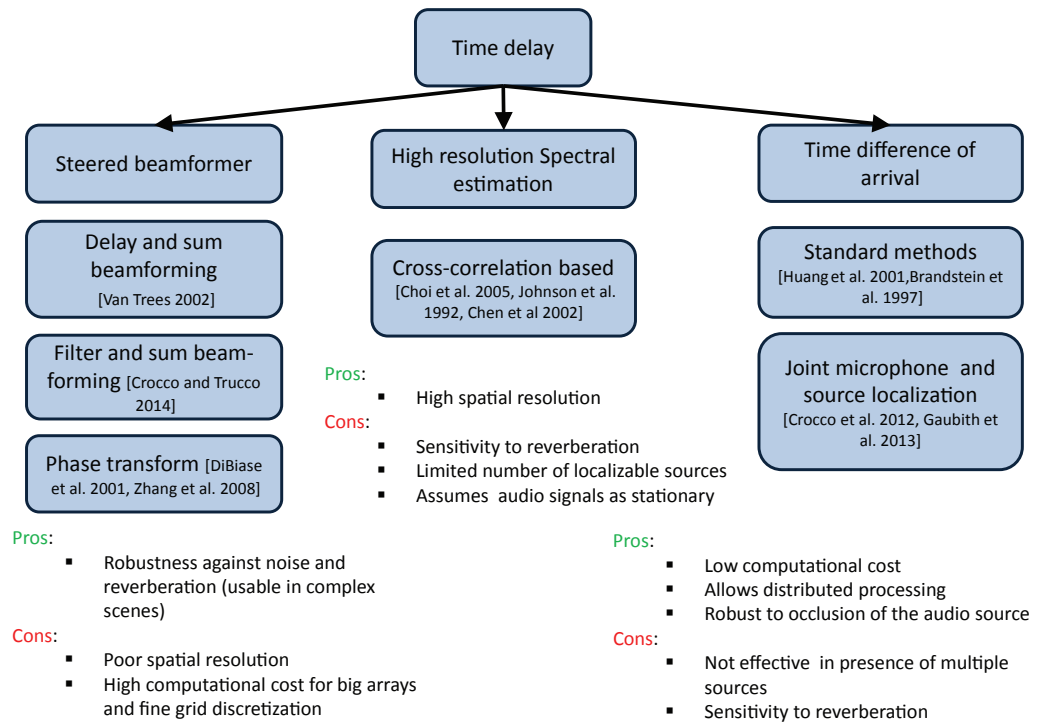 Time delay
Steered beamformer
Delay and sum
beamforming
[Van Trees 2002]
Filter and sum beam-
forming [Crocco and Trucco
2014]
Phase transform [DiBiase
et al. 2001, Zhang et al. 2008]
Pros:
▪ Robustness against noise and
reverberation (usable in complex
scenes)
Cons:
▪ Poor spatial resolution
▪ High computational cost for big arrays
and fine grid discretization
High resolution Spectral
estimation
Cross-correlation based
[Choi et al. 2005, Johnson et al.
1992, Chen et al 2002]
Pros:
▪ High spatial resolution
Cons:
▪ Sensitivity to reverberation
▪ Limited number of localizable sources
▪ Assumes audio signals as stationary
Time difference of
arrival
Standard methods
[Huang et al. 2001,Brandstein et
al. 1997]
Joint microphone and
source localization
[Crocco et al. 2012, Gaubith et
al. 2013]
Pros:
▪ Low computational cost
▪ Allows distributed processing
▪ Robust to occlusion of the audio source
Cons:
▪ Not effective in presence of multiple
sources
▪ Sensitivity to reverberation